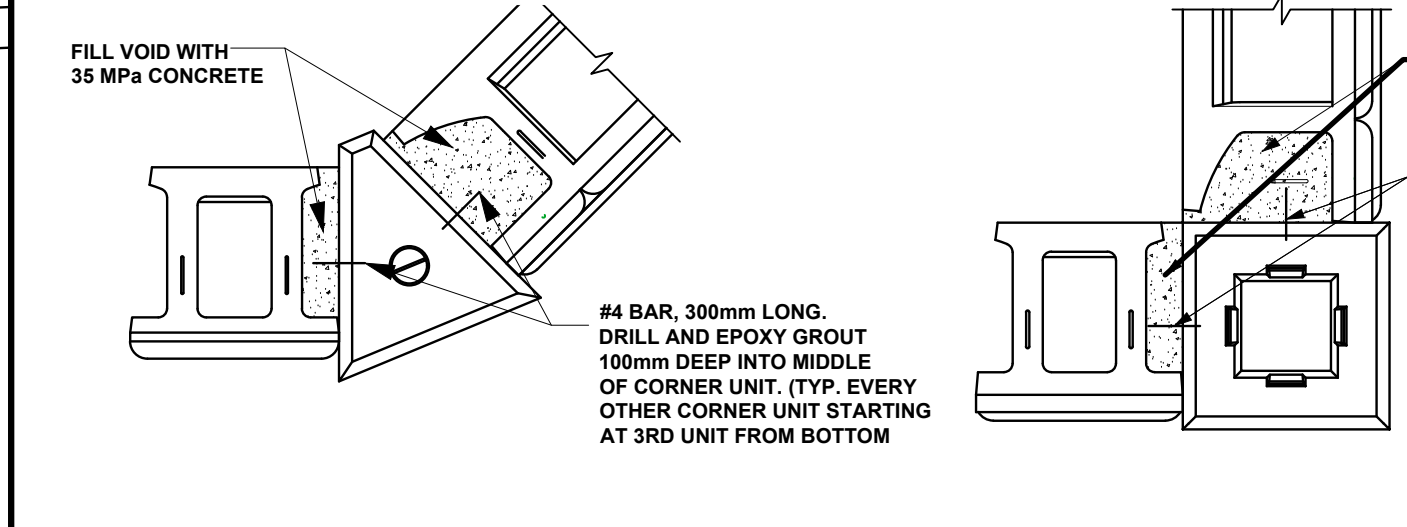 FILL VOID WITH
35 MPa CONCRETE
#4 BAR, 300mm LONG.
DRILL AND EPOXY GROUT
100mm DEEP INTO MIDDLE
OF CORNER UNIT. (TYP. EVERY
OTHER CORNER UNIT STARTING
AT 3RD UNIT FROM BOTTOM